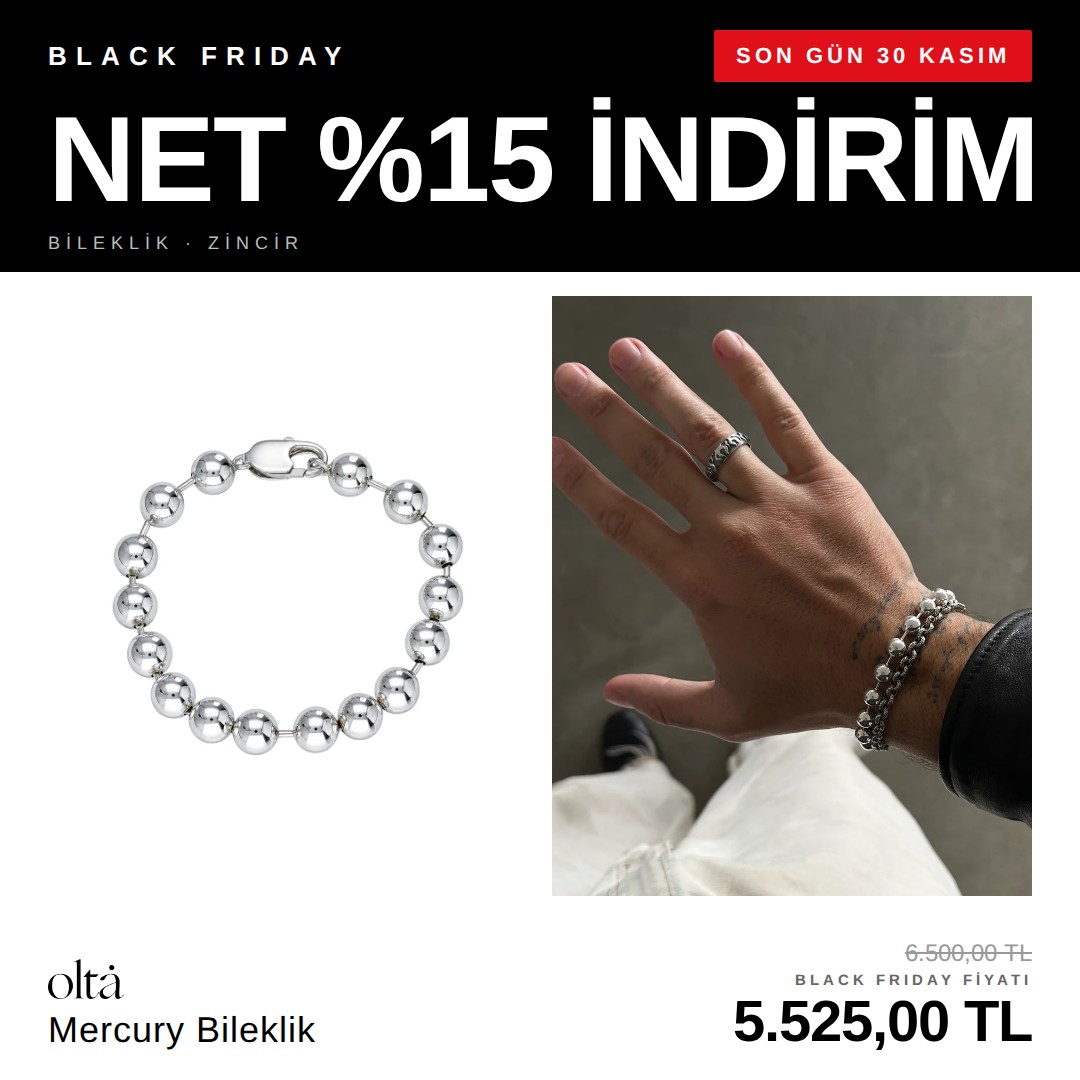 BLACK FRIDAY
SON GÜN 30 KASIM
NET %15 İNDİRİM
BİLEKLİK · ZİNCİR
6.500,00 TL
BLACK FRIDAY FİYATI
5.525,00 TL
oltȧ
Mercury Bileklik